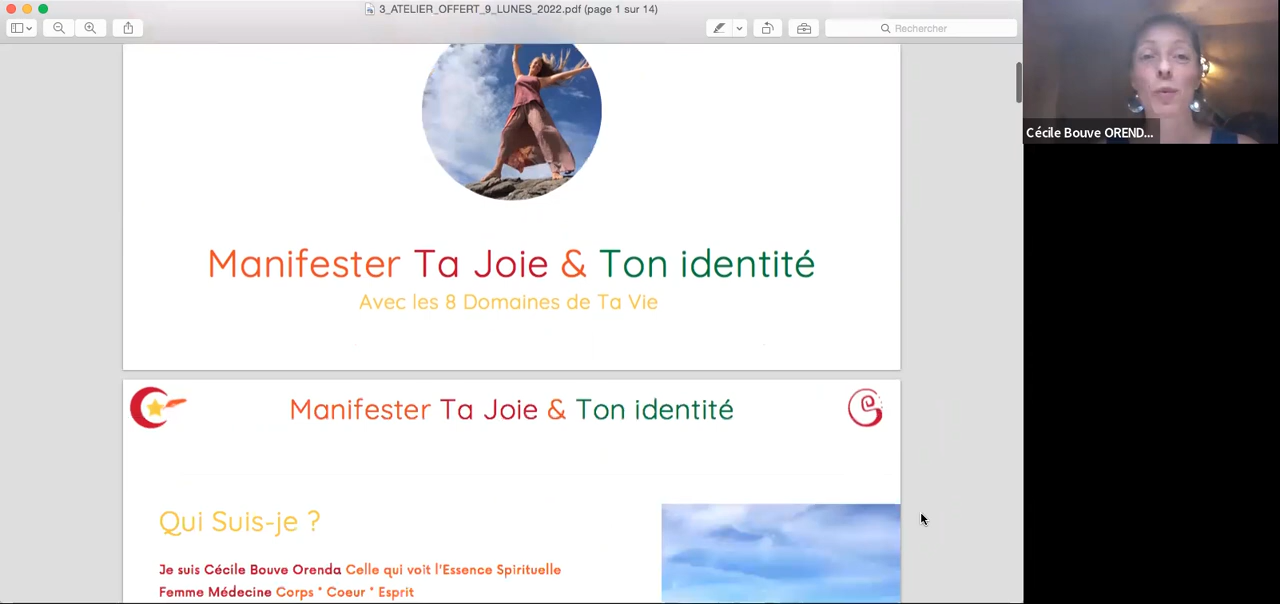 3_ATELIER_OFFERT_9_LUNES_2022.pdf (page 1 sur 14)
Rechercher
Cécile Bouve OREND...
Manifester Ta Joie & Ton identité
Avec les 8 Domaines de Ta Vie
Manifester Ta Joie & Ton identité
Qui Suis-je ?
Je suis Cécile Bouve Orenda Celle qui voit l'Essence Spirituelle
Femme Médecine Corps * Coeur * Esprit